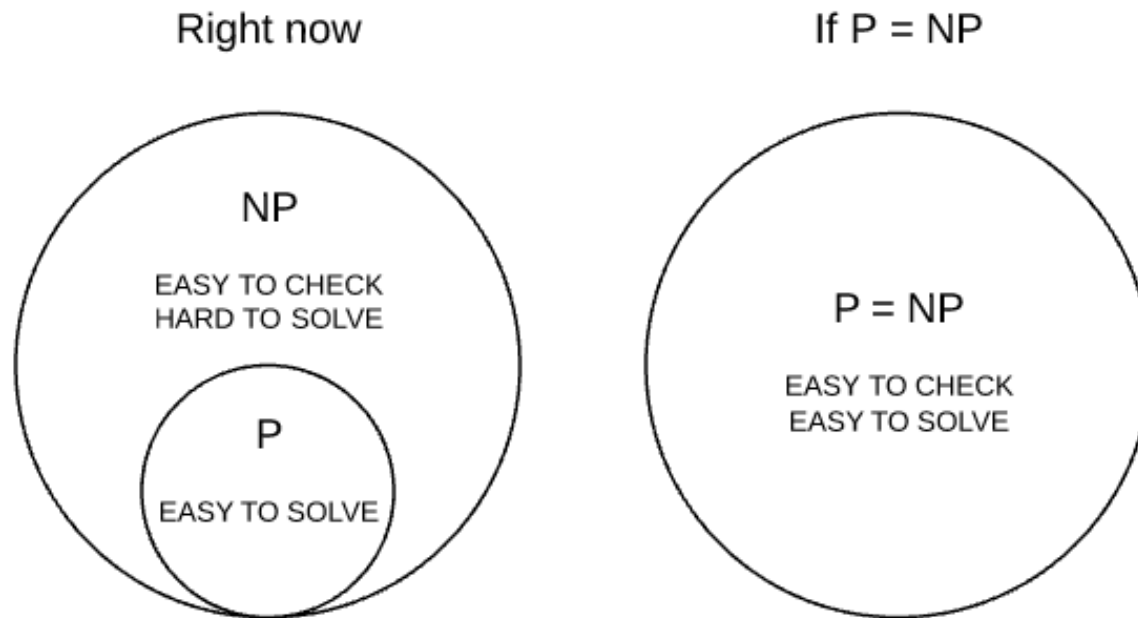 Right now
NP
EASY TO CHECK
HARD TO SOLVE
P
EASY TO SOLVE
If P = NP
P = NP
EASY TO CHECK
EASY TO SOLVE